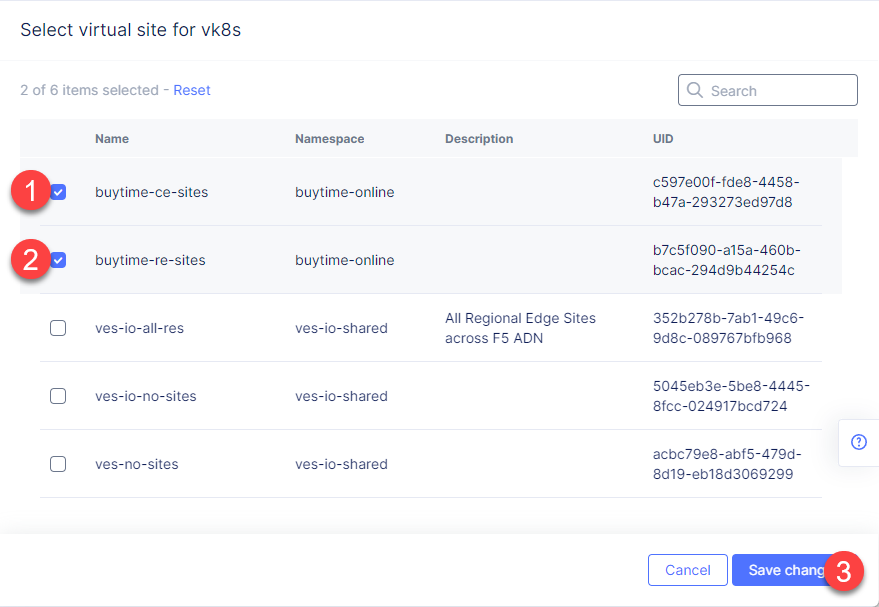 Select virtual site for vk8s
2 of 6 items selected - Reset
Search
Name Namespace Description UID
1 buytime-ce-sites buytime-online c597e00f-fde8-4458-
b47a-293273ed97d8
2 buytime-re-sites buytime-online b7c5f090-a15a-460b-
bcac-294d9b44254c
ves-io-all-res ves-io-shared All Regional Edge Sites 352b278b-7ab1-49c6-
across F5 ADN 9d8c-089767bfb968
ves-io-no-sites ves-io-shared 5045eb3e-5be8-4445-
8fcc-024917bcd724
ves-no-sites ves-io-shared acbc79e8-abf5-479d-
8d19-eb18d3069299
?
Cancel Save chang 3